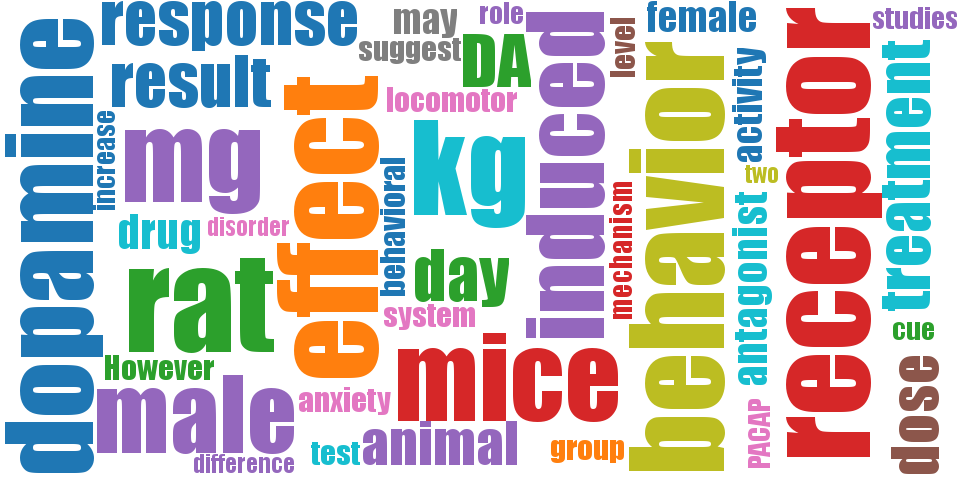 response
may
role
female
studies
suggest
DA
level
dopamine
result
locomotor
induced
behavior
activity
receptor
treatment
increase
mg
effect
kg
two
drug
disorder
behavioral
mechanism
antagonist
rat
day
system
However
mice
cue
male
anxiety
dose
PACAP
difference
test
animal
group